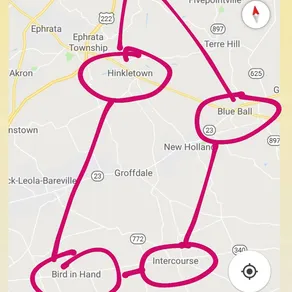 Fivepointville
Ephrata
222
Ephrata
Township
Terre Hill
Akron
Hinkletown
625
897
Blue Ball
23
nstown
897
New Holland
ck-Leola-Bareville
23
Groffdale
772
340
Intercourse
Bird in Hand